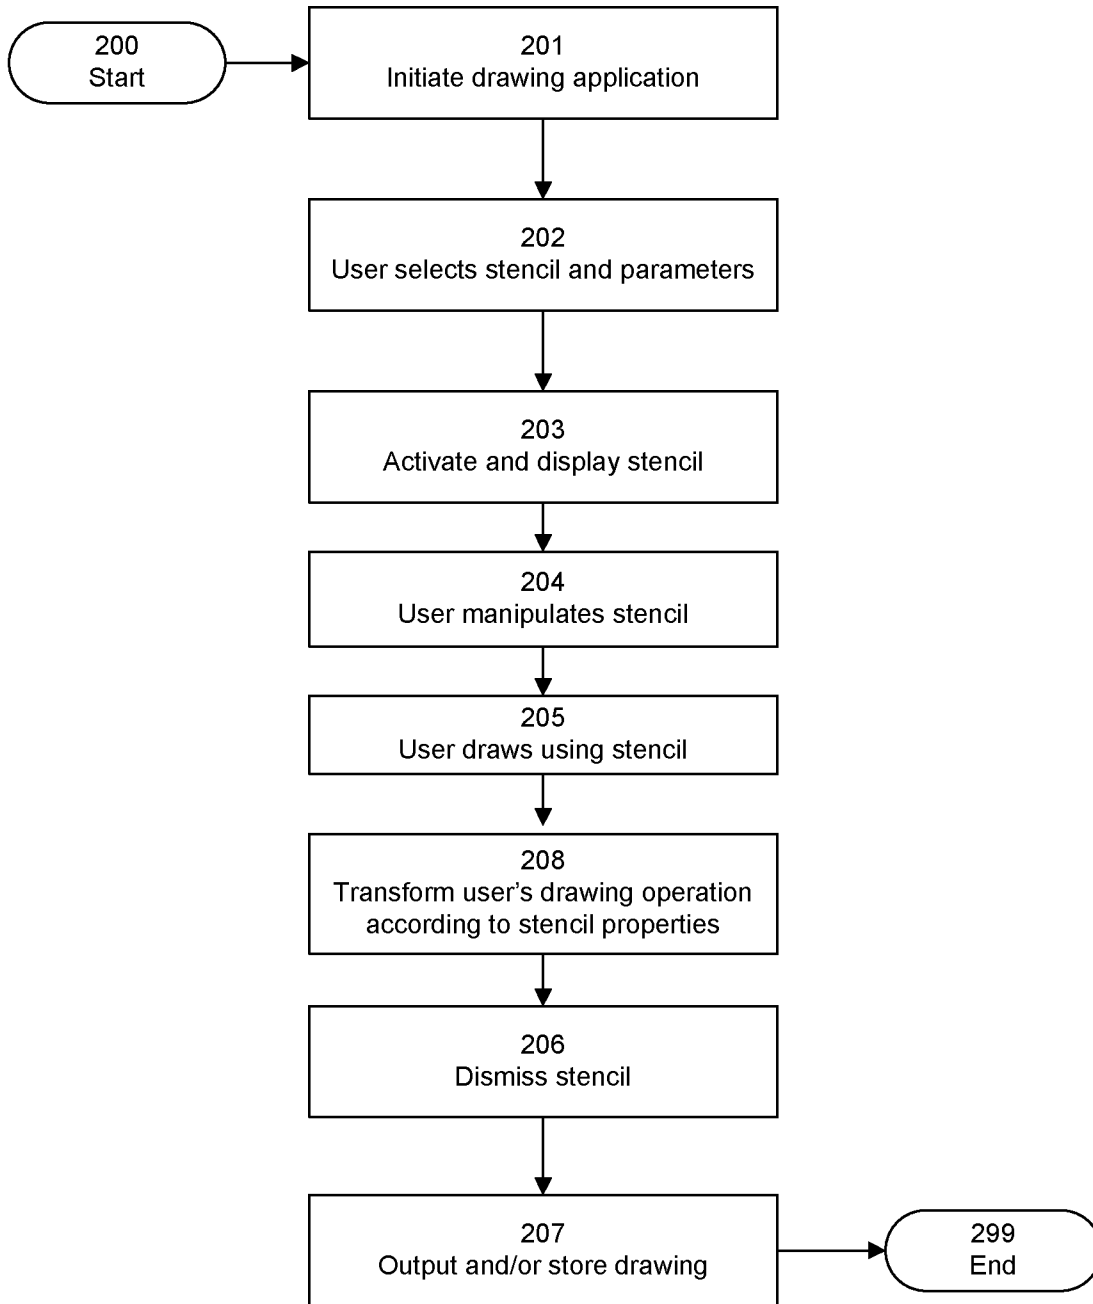 200
Start
201
Initiate drawing application
202
User selects stencil and parameters
203
Activate and display stencil
204
User manipulates stencil
205
User draws using stencil
208
Transform user’s drawing operation
according to stencil properties
206
Dismiss stencil
207
Output and/or store drawing
299
End